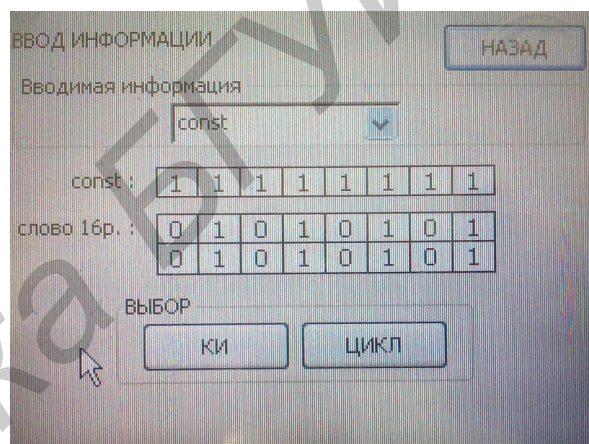 ВВОД ИНФОРМАЦИИ
НАЗАД
Вводимая информация
const
const : 1 1 1 1 1 1 1 1
слово 16р. : 0 1 0 1 0 1 0 1
0 1 0 1 0 1 0 1
ВЫБОР
КИ ЦИКЛ